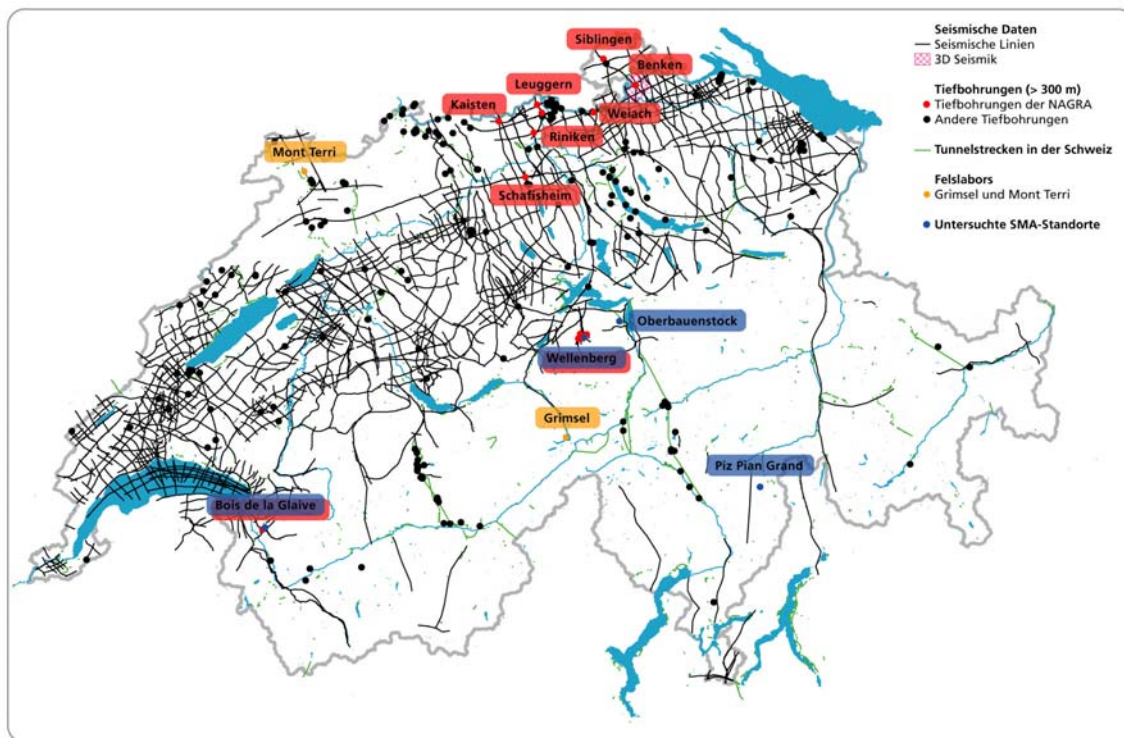 Siblingen
Benken
Leuggern
Kaisten
Weiach
Riniken
Mont Terri
Schafisheim
Oberbauenstock
Wellenberg
Grimsel
Piz Pian Grand
Bois de la Glaive
Seismische Daten
Seismische Linien
3D Seismik
Tiefbohrungen (> 300 m)
Tiefbohrungen der NAGRA
Andere Tiefbohrungen
Tunnelstrecken in der Schweiz
Felslabors
Grimsel und Mont Terri
Untersuchte SMA-Standorte